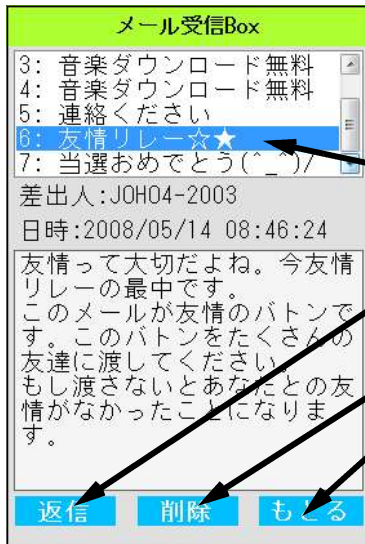 メール受信Box
3: 音楽ダウンロード無料
4: 音楽ダウンロード無料
5: 連絡ください
6: 友情リレー☆★
7: 当選おめでとう(^_^)/
差出人:JOHO4-2003
日時:2008/05/14 08:46:24
友情って大切だよね。今友情
リレーの最中です。
このメールが友情のバトンで
す。このバトンをたくさんの
友達に渡してください。
もし渡さないとあなたとの友
情がなかったことになりま
す。
返信 削除 もどる